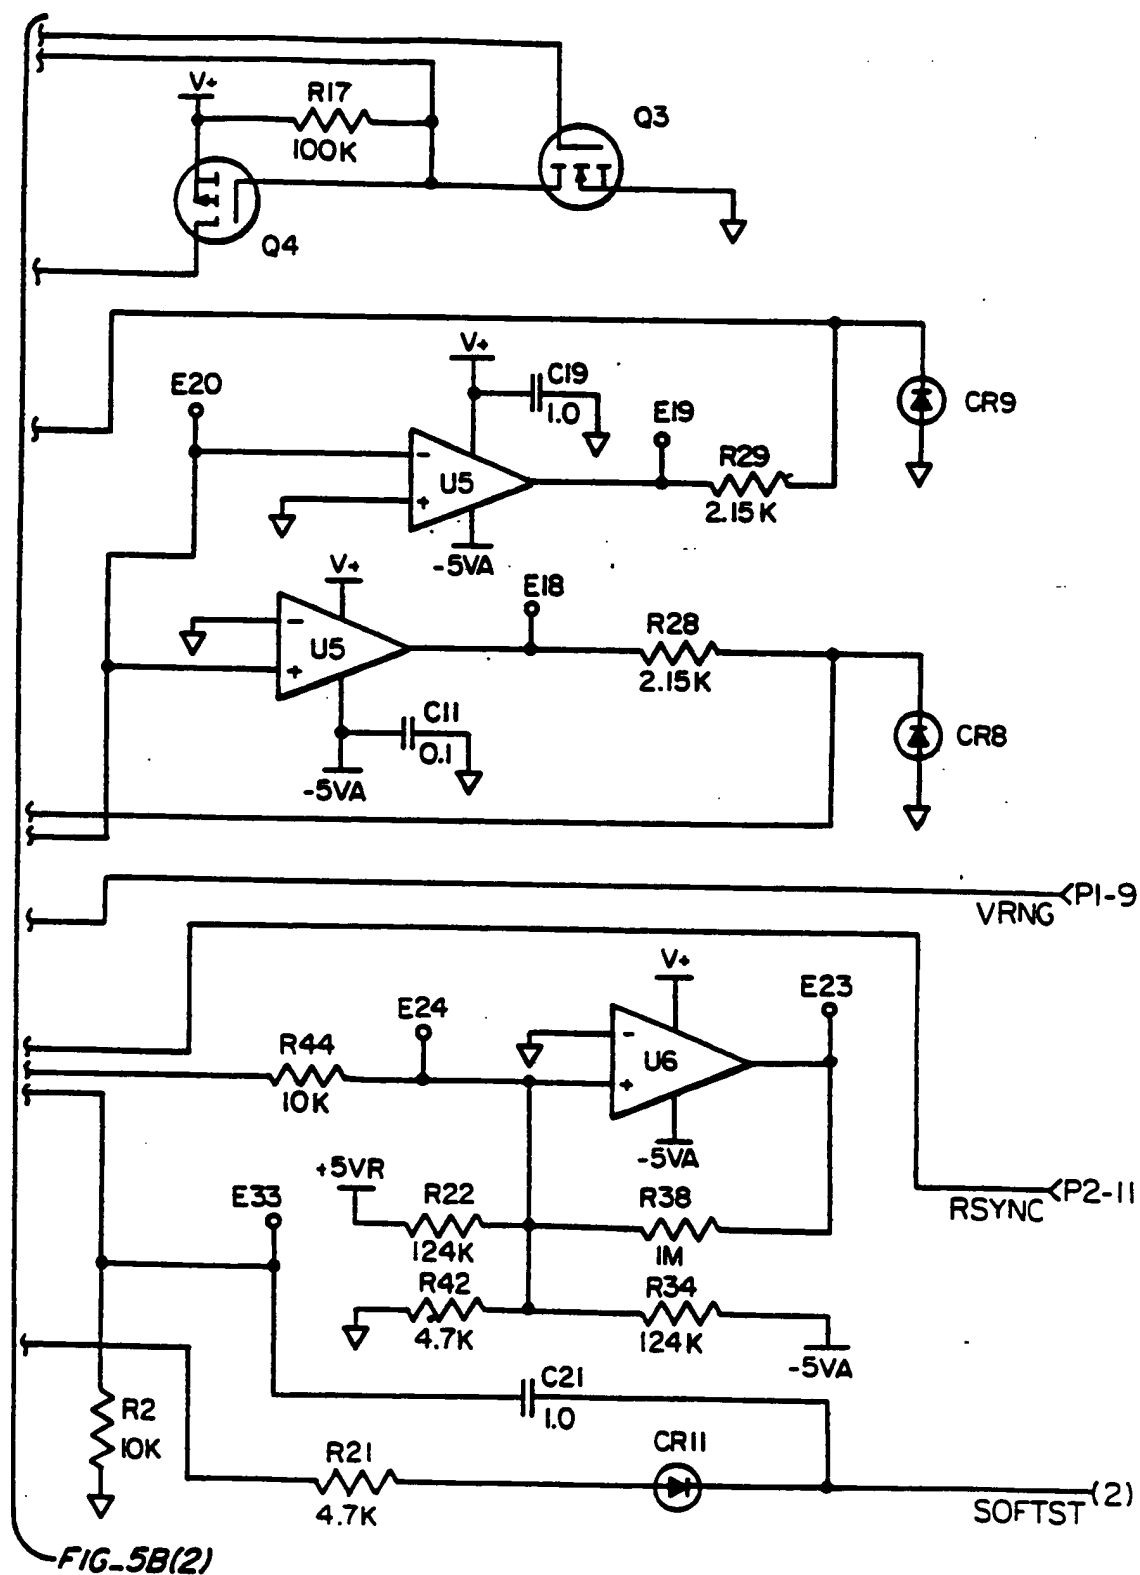 V+
R17
100K
Q3
Q4
V+
C19
1.0
E20
E19
CR9
-
U5
+
R29
2.15K
-5VA
V+
E18
-
U5
+
R28
2.15K
C11
0.1
CR8
-5VA
P1-9
VRNG
V+
E23
E24
R44
10K
-
U6
+
-5VA
+5VR
P2-11
RSYNC
E33
R22
124K
R38
1M
R42
4.7K
R34
124K
-5VA
C21
1.0
R2
10K
R21
4.7K
CR11
(2)
SOFTST
FIG_5B(2)